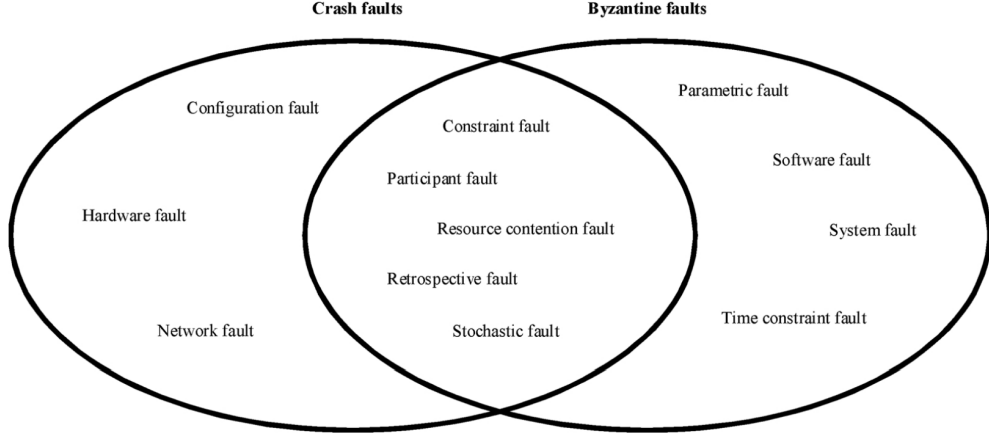 Crash faults
Byzantine faults
Configuration fault
Hardware fault
Network fault
Constraint fault
Participant fault
Resource contention fault
Retrospective fault
Stochastic fault
Parametric fault
Software fault
System fault
Time constraint fault